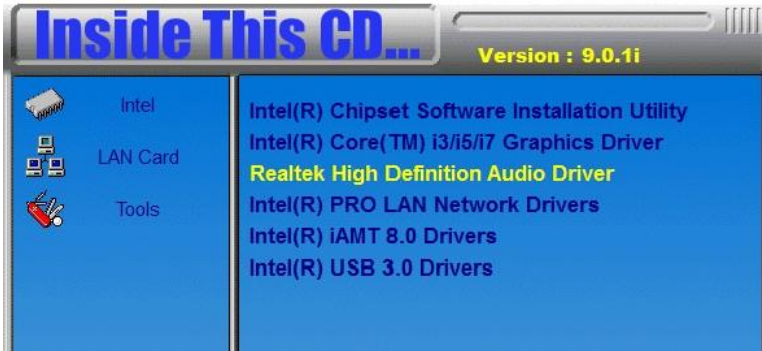 Inside This CD...
Version : 9.0.1i
Intel
LAN Card
Tools
Intel(R) Chipset Software Installation Utility
Intel(R) Core(TM) i3/i5/i7 Graphics Driver
Realtek High Definition Audio Driver
Intel(R) PRO LAN Network Drivers
Intel(R) iAMT 8.0 Drivers
Intel(R) USB 3.0 Drivers